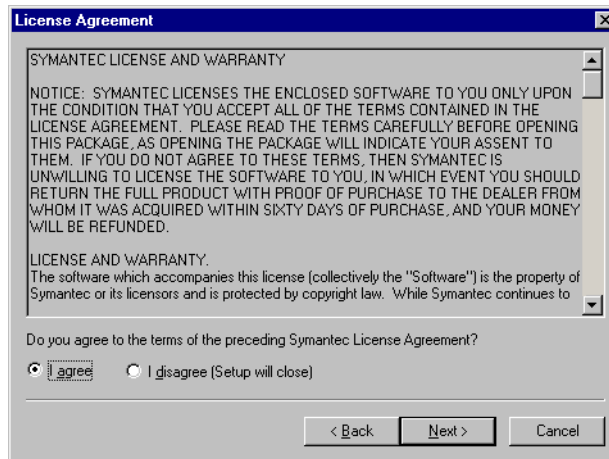 License Agreement
SYMANTEC LICENSE AND WARRANTY
NOTICE: SYMANTEC LICENSES THE ENCLOSED SOFTWARE TO YOU ONLY UPON
THE CONDITION THAT YOU ACCEPT ALL OF THE TERMS CONTAINED IN THE
LICENSE AGREEMENT. PLEASE READ THE TERMS CAREFULLY BEFORE OPENING
THIS PACKAGE, AS OPENING THE PACKAGE WILL INDICATE YOUR ASSENT TO
THEM. IF YOU DO NOT AGREE TO THESE TERMS, THEN SYMANTEC IS
UNWILLING TO LICENSE THE SOFTWARE TO YOU, IN WHICH EVENT YOU SHOULD
RETURN THE FULL PRODUCT WITH PROOF OF PURCHASE TO THE DEALER FROM
WHOM IT WAS ACQUIRED WITHIN SIXTY DAYS OF PURCHASE, AND YOUR MONEY
WILL BE REFUNDED.
LICENSE AND WARRANTY.
The software which accompanies this license (collectively the "Software") is the property of
Symantec or its licensors and is protected by copyright law. While Symantec continues to
Do you agree to the terms of the preceding Symantec License Agreement?
I agree
I disagree (Setup will close)
< Back
Next >
Cancel